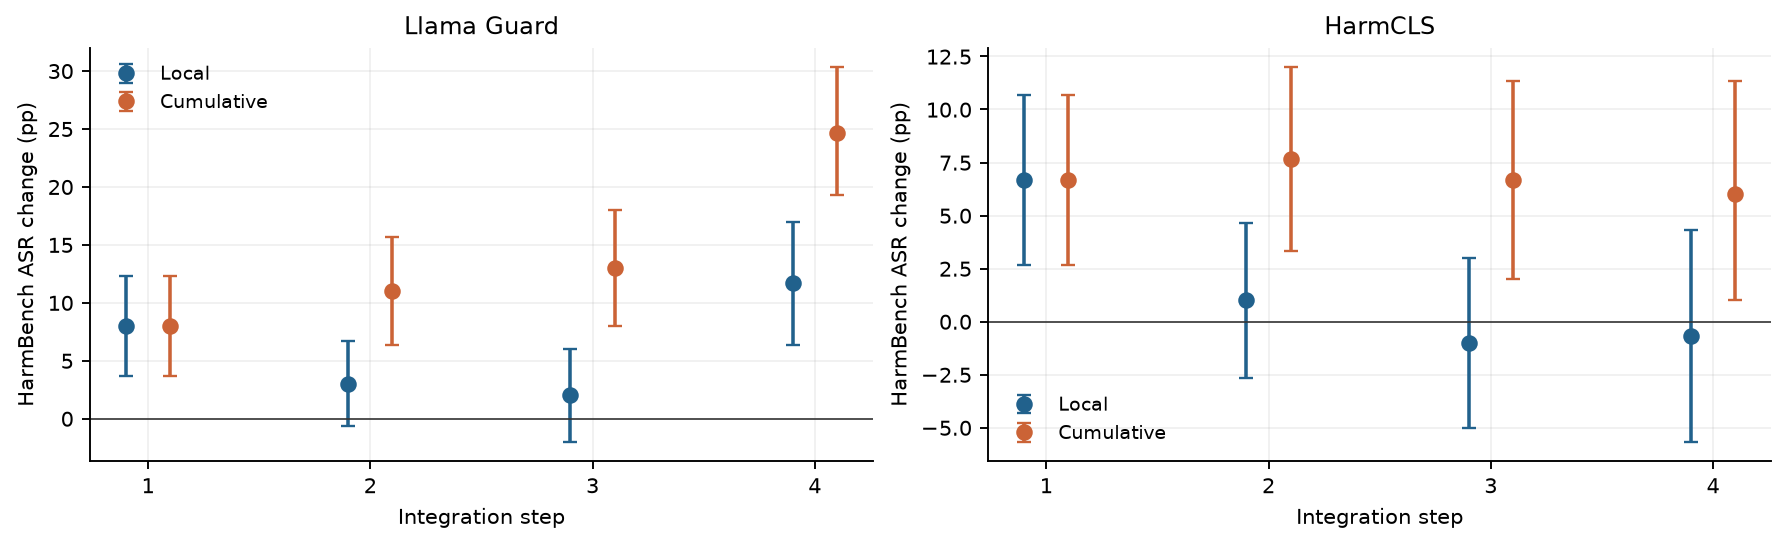 Llama Guard
HarmBench ASR change (pp)
30
25
20
15
10
5
0
Local
Cumulative
1 2 3 4
Integration step
HarmCLS
HarmBench ASR change (pp)
12.5
10.0
7.5
5.0
2.5
0.0
−2.5
−5.0
Local
Cumulative
1 2 3 4
Integration step